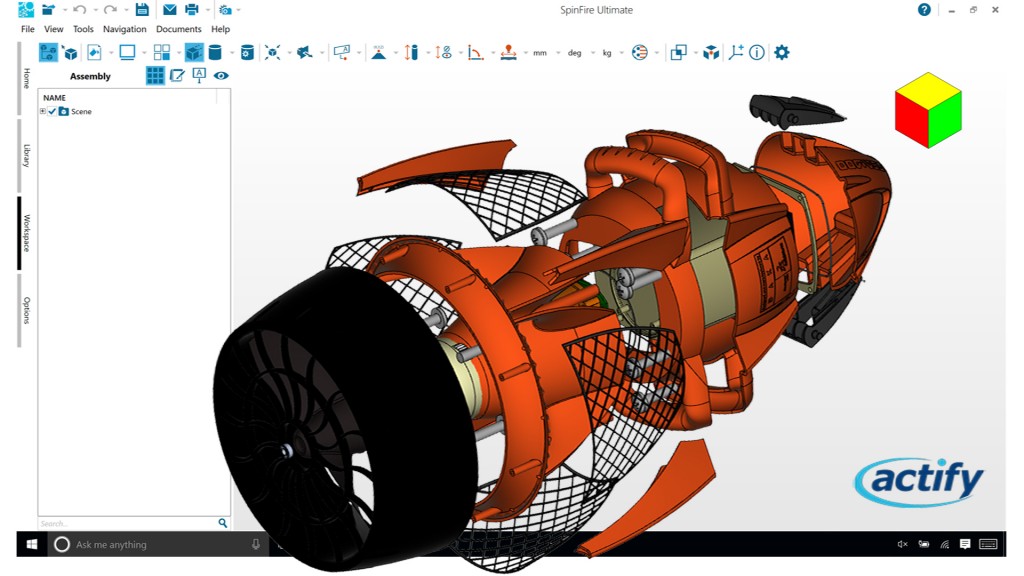 SpinFire Ultimate
File View Tools Navigation Documents Help
mm deg kg
Home
Library
Workspace
Options
Assembly
NAME
Scene
Search...
actify
Ask me anything